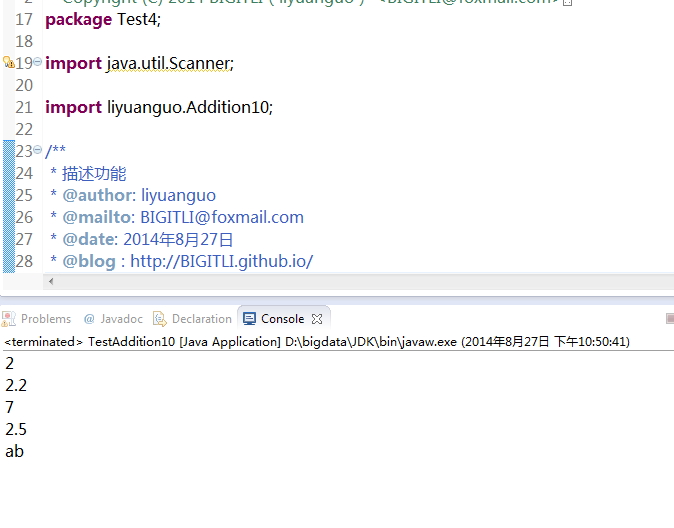 Copyright (C) 2014 BIGITLI ( liyuanguo ) <BIGITLI@foxmail.com>
17 package Test4;
18
19 import java.util.Scanner;
20
21 import liyuanguo.Addition10;
22
23 /**
24 * 描述功能
25 * @author: liyuanguo
26 * @mailto: BIGITLI@foxmail.com
27 * @date: 2014年8月27日
28 * @blog : http://BIGITLI.github.io/
Problems @ Javadoc Declaration Console
<terminated> TestAddition10 [Java Application] D:\bigdata\JDK\bin\javaw.exe (2014年8月27日 下午10:50:41)
2
2.2
7
2.5
ab